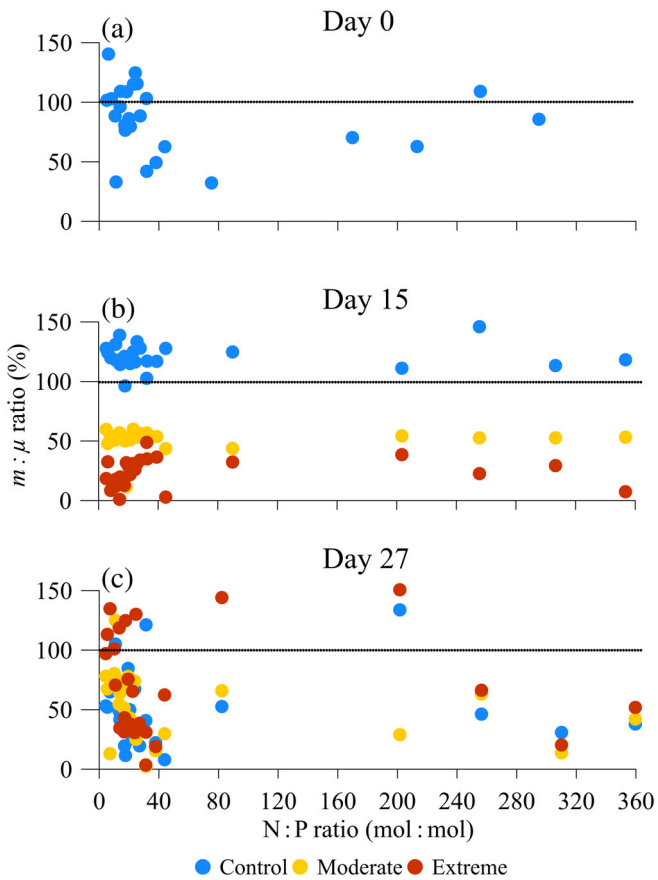 (a) Day 0
150
100
50
0
(b) Day 15
150
100
50
0
(c) Day 27
150
100
50
0
m : μ ratio (%)
0 40 80 120 160 200 240 280 320 360
N : P ratio (mol : mol)
Control Moderate Extreme